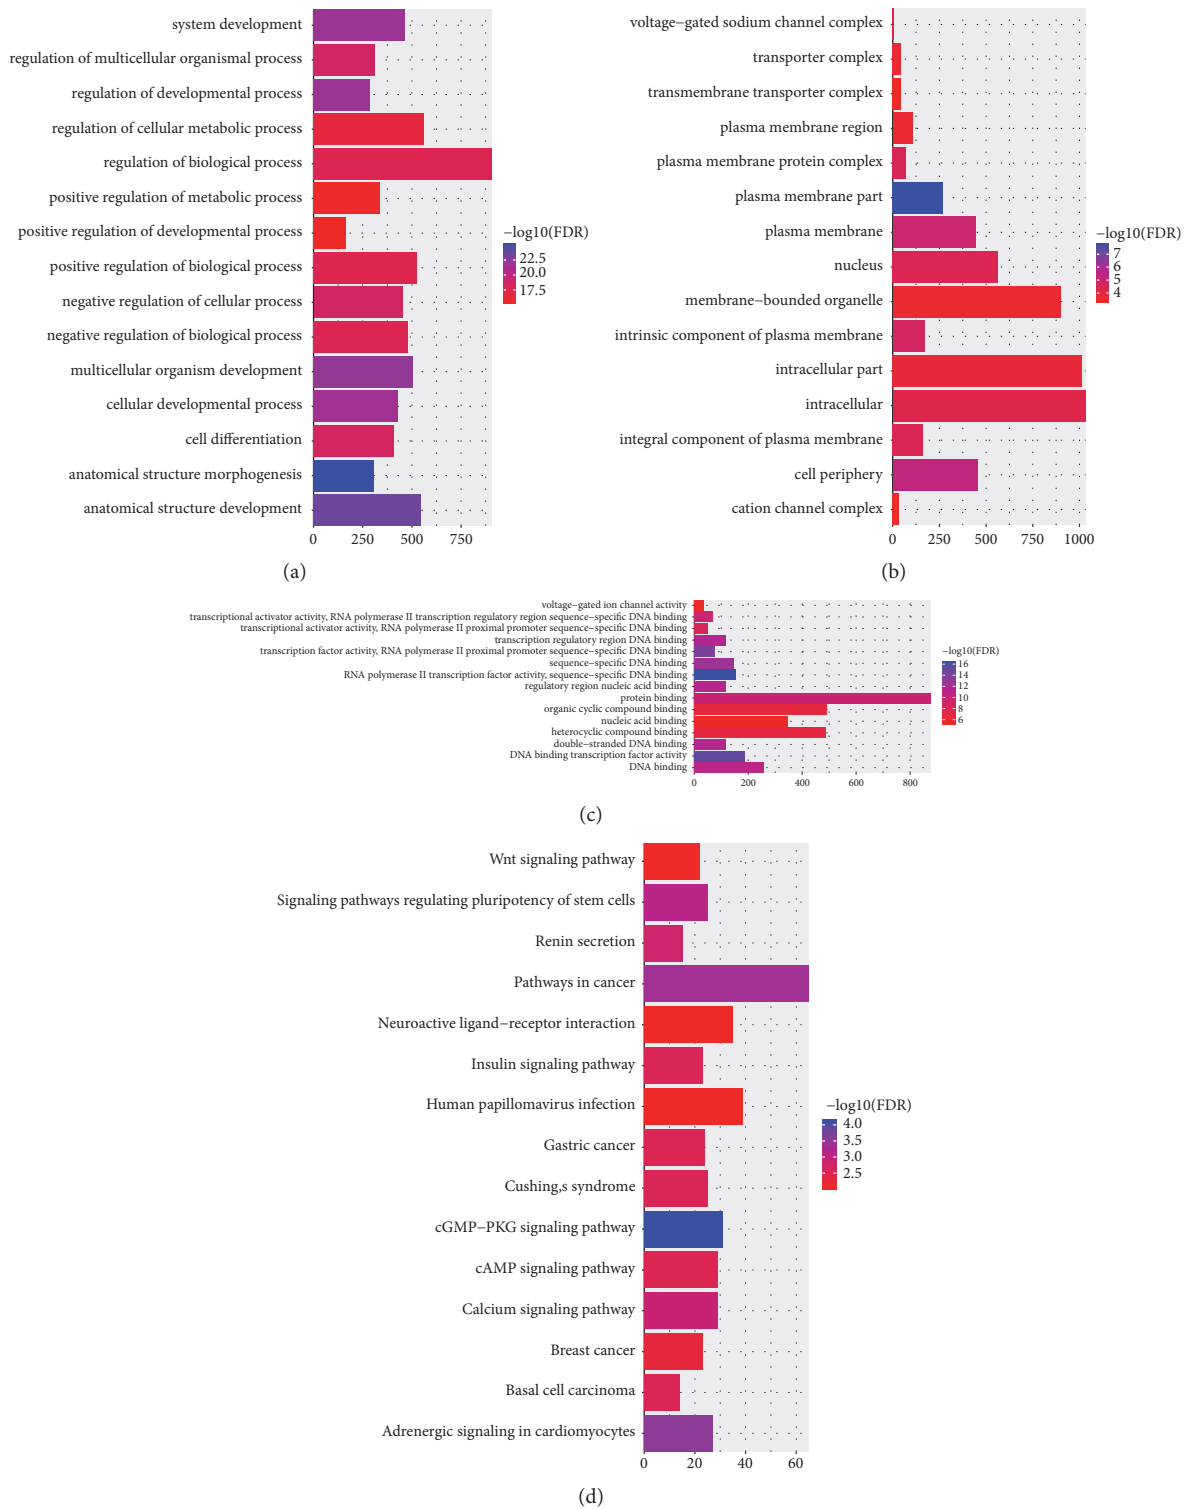 system development
regulation of multicellular organismal process
regulation of developmental process
regulation of cellular metabolic process
regulation of biological process
positive regulation of metabolic process
positive regulation of developmental process
positive regulation of biological process
negative regulation of cellular process
negative regulation of biological process
multicellular organism development
cellular developmental process
cell differentiation
anatomical structure morphogenesis
anatomical structure development
0 250 500 750
−log10(FDR)
22.5
20.0
17.5
(a)
voltage−gated sodium channel complex
transporter complex
transmembrane transporter complex
plasma membrane region
plasma membrane protein complex
plasma membrane part
plasma membrane
nucleus
membrane−bounded organelle
intrinsic component of plasma membrane
intracellular part
intracellular
integral component of plasma membrane
cell periphery
cation channel complex
0 250 500 750 1000
−log10(FDR)
7
6
5
4
(b)
voltage−gated ion channel activity
transcriptional activator activity, RNA polymerase II transcription regulatory region sequence−specific DNA binding
transcriptional activator activity, RNA polymerase II proximal promoter sequence−specific DNA binding
transcription regulatory region DNA binding
transcription factor activity, RNA polymerase II proximal promoter sequence−specific DNA binding
sequence−specific DNA binding
RNA polymerase II transcription factor activity, sequence−specific DNA binding
regulatory region nucleic acid binding
protein binding
organic cyclic compound binding
nucleic acid binding
heterocyclic compound binding
double−stranded DNA binding
DNA binding transcription factor activity
DNA binding
0 200 400 600 800
−log10(FDR)
16
14
12
10
8
6
(c)
Wnt signaling pathway
Signaling pathways regulating pluripotency of stem cells
Renin secretion
Pathways in cancer
Neuroactive ligand−receptor interaction
Insulin signaling pathway
Human papillomavirus infection
Gastric cancer
Cushing,s syndrome
cGMP−PKG signaling pathway
cAMP signaling pathway
Calcium signaling pathway
Breast cancer
Basal cell carcinoma
Adrenergic signaling in cardiomyocytes
0 20 40 60
−log10(FDR)
4.0
3.5
3.0
2.5
(d)